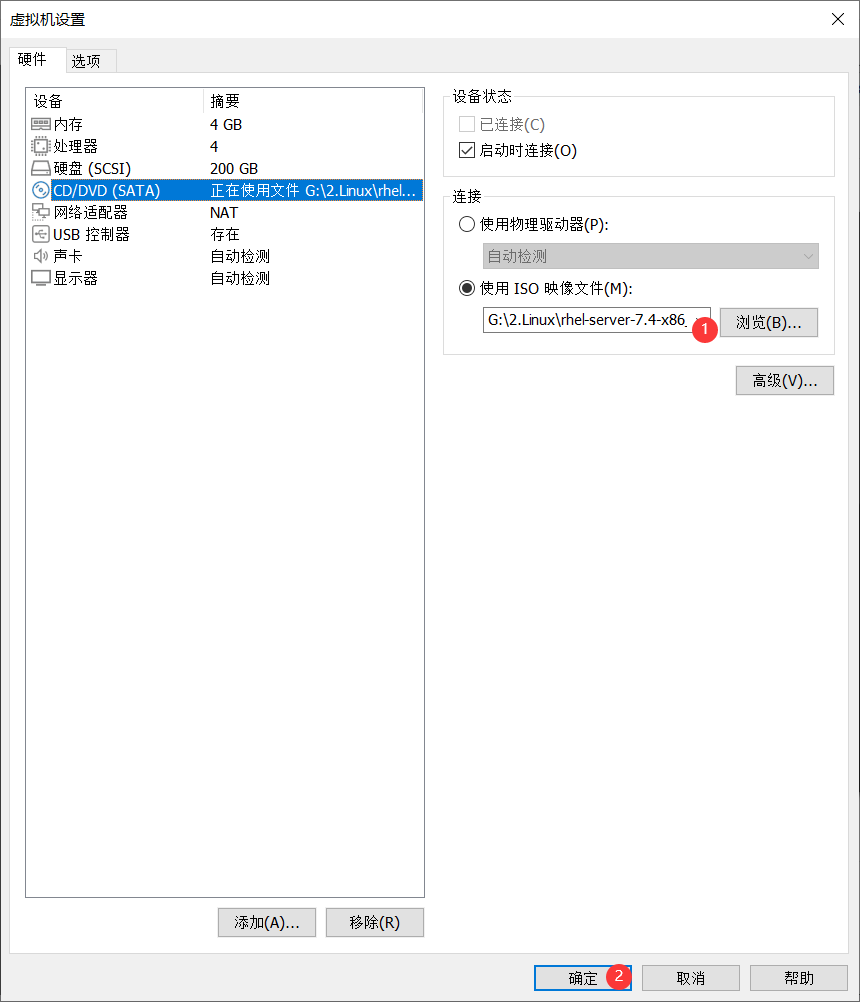 虚拟机设置
硬件 选项
设备 摘要
内存 4 GB
处理器 4
硬盘 (SCSI) 200 GB
CD/DVD (SATA) 正在使用文件 G:\2.Linux\rhel...
网络适配器 NAT
USB 控制器 存在
声卡 自动检测
显示器 自动检测
添加(A)... 移除(R)
设备状态
已连接(C)
启动时连接(O)
连接
使用物理驱动器(P):
自动检测
使用 ISO 映像文件(M):
G:\2.Linux\rhel-server-7.4-x86_ 1 浏览(B)...
高级(V)...
确定 2 取消 帮助